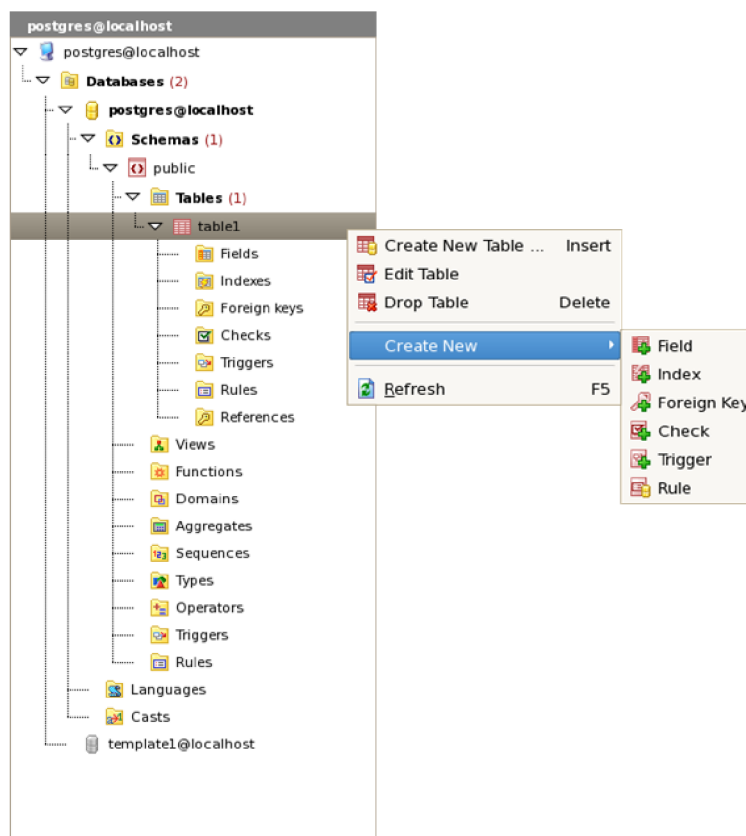 postgres@localhost
postgres@localhost
Databases (2)
postgres@localhost
Schemas (1)
public
Tables (1)
table1
Fields
Indexes
Foreign keys
Checks
Triggers
Rules
References
Views
Functions
Domains
Aggregates
Sequences
Types
Operators
Triggers
Rules
Languages
Casts
template1@localhost
Create New Table ... Insert
Edit Table
Drop Table Delete
Create New
Refresh F5
Field
Index
Foreign Key
Check
Trigger
Rule